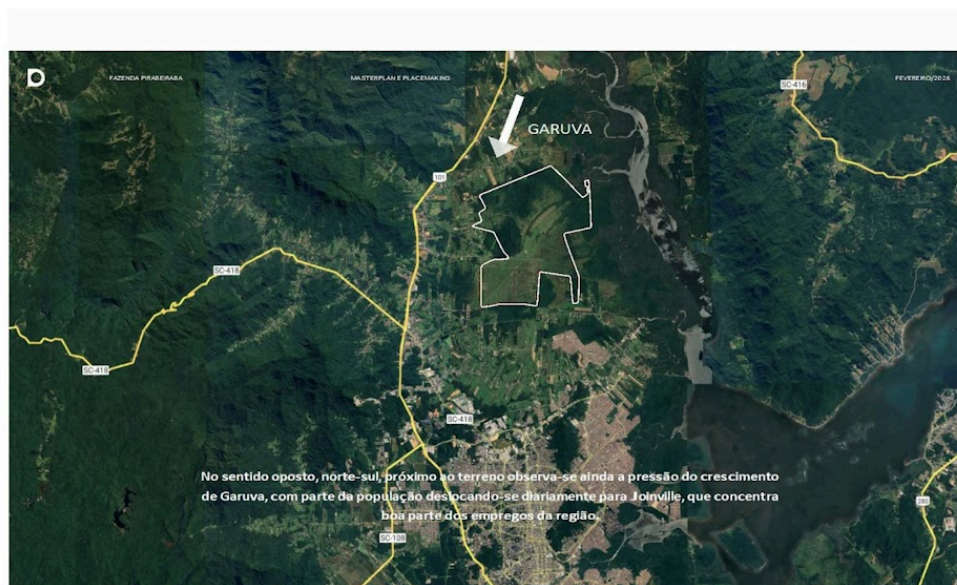 FAZENDA PIRABEIRABA
MASTERPLAN E PLACEMAKING
FEVEREIRO/2026
SC-416
GARUVA
101
SC-418
SC-418
SC-418
No sentido oposto, norte-sul, próximo ao terreno observa-se ainda a pressão do crescimento
de Garuva, com parte da população deslocando-se diariamente para Joinville, que concentra
boa parte dos empregos da região.
280
SC-108